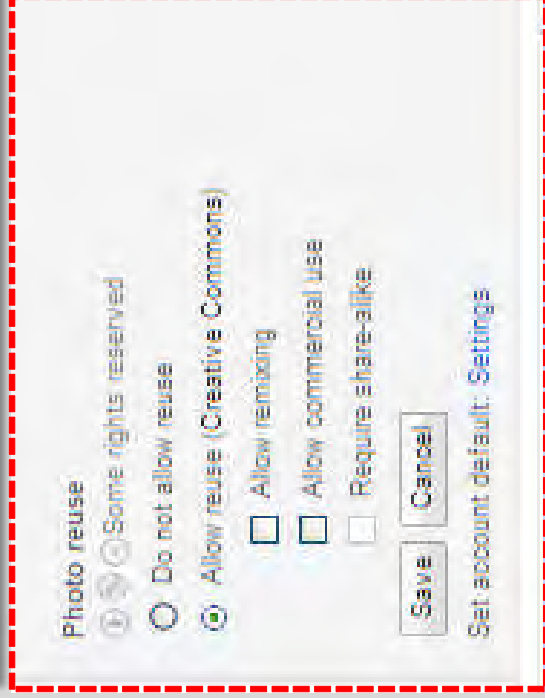 Photo reuse
Some rights reserved
Do not allow reuse
Allow reuse (Creative Commons)
Allow remixing
Allow commercial use
Require share-alike
Save Cancel
Set account default: Settings